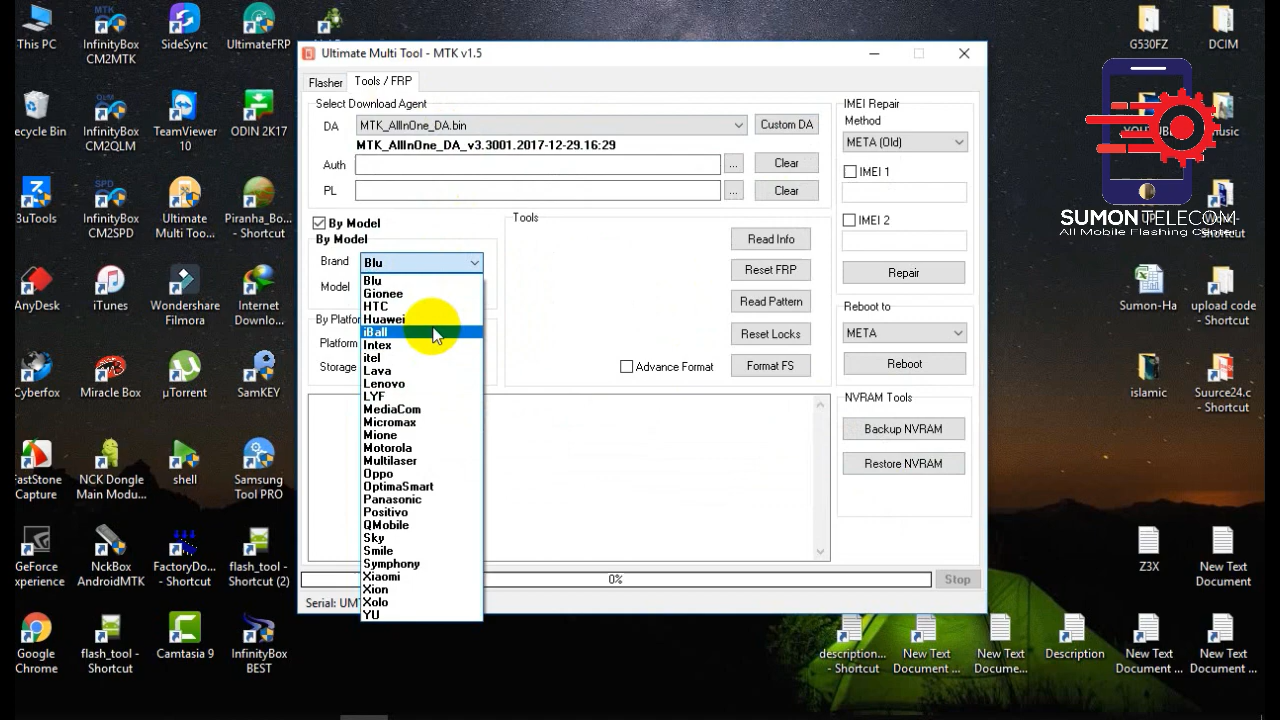 This PC
InfinityBox
CM2MTK
SideSync
UltimateFRP
G530FZ
DCIM
ecycle Bin
InfinityBox
CM2QLM
TeamViewer
10
ODIN 2K17
3uTools
InfinityBox
CM2SPD
Ultimate
Multi Too...
Piranha_Bo...
- Shortcut
AnyDesk
iTunes
Wondershare
Filmora
Internet
Downlo...
Cyberfox
Miracle Box
µTorrent
SamKEY
FastStone
Capture
NCK Dongle
Main Modu...
shell
Samsung
Tool PRO
GeForce
xperience
NckBox
AndroidMTK
FactoryDo...
- Shortcut
flash_tool -
Shortcut (2)
Google
Chrome
flash_tool -
Shortcut
Camtasia 9
InfinityBox
BEST
Ultimate Multi Tool - MTK v1.5
Flasher
Tools / FRP
Select Download Agent
DA
MTK_AllInOne_DA.bin
Custom DA
MTK_AllInOne_DA_v3.3001.2017-12-29.16:29
Auth
...
Clear
PL
...
Clear
By Model
By Model
Brand
Blu
Model
Blu
Gionee
HTC
Huawei
iBall
Intex
itel
Lava
Lenovo
LYF
MediaCom
Micromax
Mione
Motorola
Multilaser
Oppo
OptimaSmart
Panasonic
Positivo
QMobile
Sky
Smile
Symphony
Xiaomi
Xion
Xolo
YU
By Platfo
Platform
Storage
Tools
Read Info
Reset FRP
Read Pattern
Reset Locks
Advance Format
Format FS
IMEI Repair
Method
META (Old)
IMEI 1
IMEI 2
Repair
Reboot to
META
Reboot
NVRAM Tools
Backup NVRAM
Restore NVRAM
0%
Stop
Serial: UMT
SUMON TELECOM
All Mobile Flashing Center
Sumon-Ha
upload code
- Shortcut
islamic
Suurce24.c
- Shortcut
Z3X
New Text
Document
description...
- Shortcut
New Text
Document ...
New Text
Docume...
Description
New Text
Document ...
New Text
Document ...